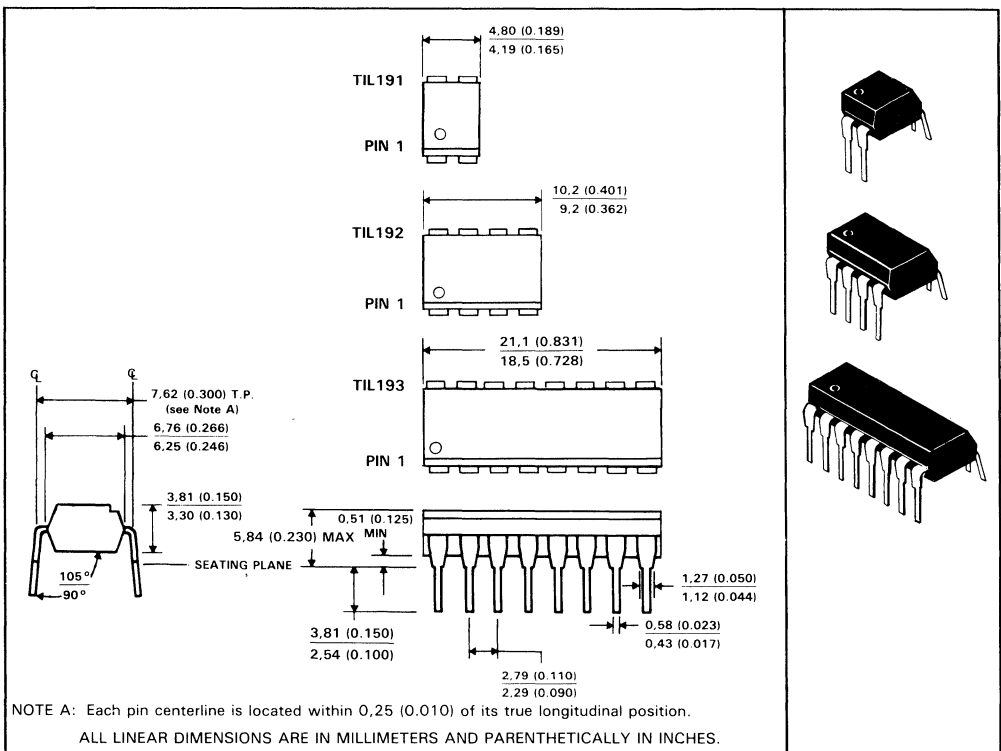 4,80 (0.189)
4,19 (0.165)
TIL191
PIN 1
10,2 (0.401)
9,2 (0.362)
TIL192
PIN 1
21,1 (0.831)
18,5 (0.728)
TIL193
PIN 1
℄ ℄
7,62 (0.300) T.P.
(see Note A)
6,76 (0.266)
6,25 (0.246)
3,81 (0.150)
3,30 (0.130)
0,51 (0.125)
MIN
5,84 (0.230) MAX
SEATING PLANE
105°
90°
1,27 (0.050)
1,12 (0.044)
3,81 (0.150)
2,54 (0.100)
0,58 (0.023)
0,43 (0.017)
2,79 (0.110)
2,29 (0.090)
NOTE A: Each pin centerline is located within 0,25 (0.010) of its true longitudinal position.
ALL LINEAR DIMENSIONS ARE IN MILLIMETERS AND PARENTHETICALLY IN INCHES.